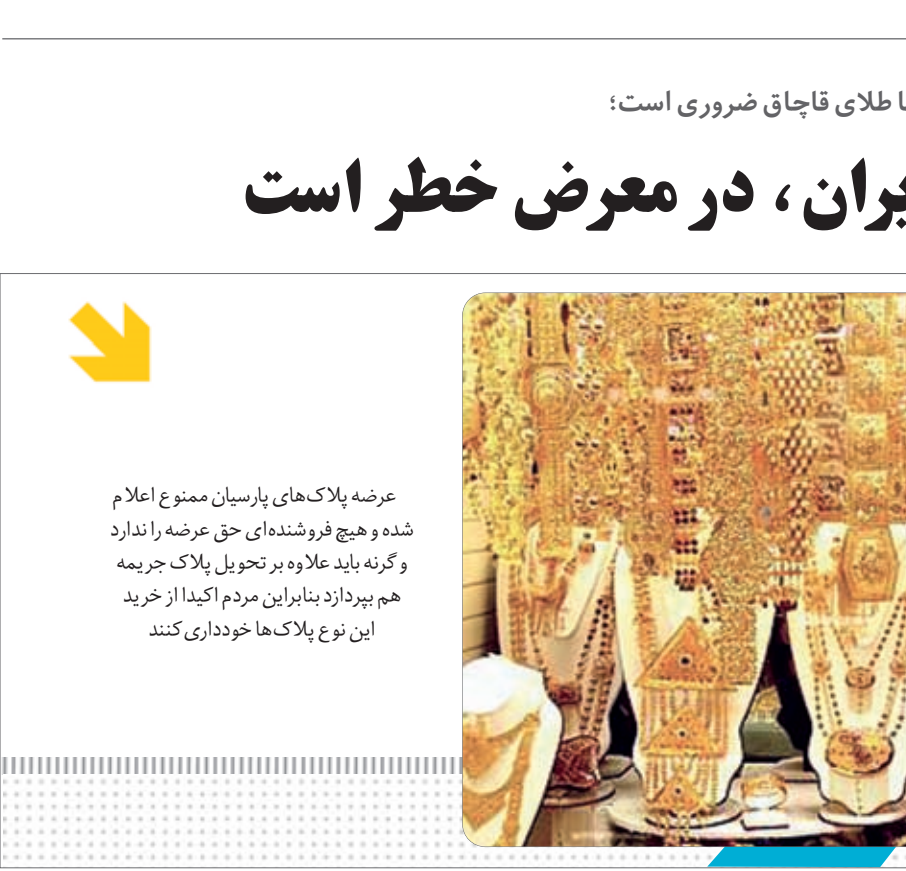 طلای قاچاق ضروری است؛
در معرض خطر است
عرضه پلاک‌های پارسیان ممنوع اعلام
شده و هیچ فروشنده‌ای حق عرضه را ندارد
وگرنه باید علاوه بر تحویل پلاک جریمه
هم بپردازد بنابراین مردم اکیدا از خرید
این نوع پلاک‌ها خودداری کنند